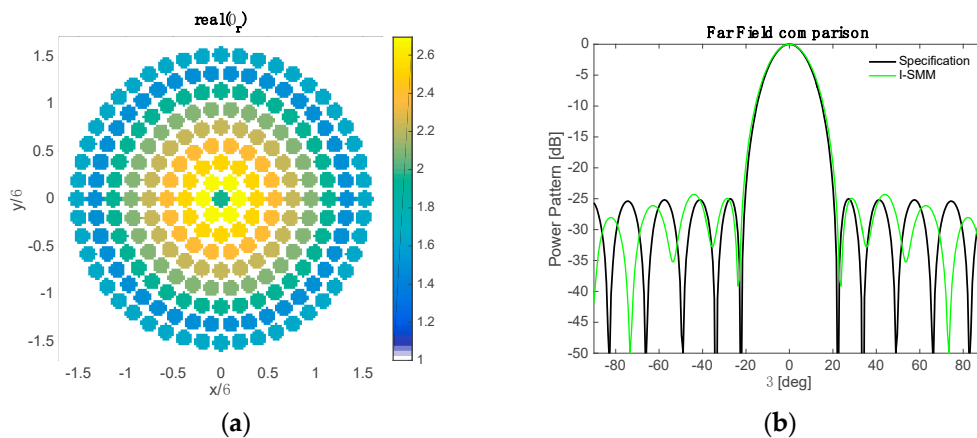 real(0r)
y/6
1.5
1
0.5
0
-0.5
-1
-1.5
-1.5 -1 -0.5 0 0.5 1 1.5
x/6
2.6
2.4
2.2
2
1.8
1.6
1.4
1.2
1
(a)
Far Field comparison
Power Pattern [dB]
0
-5
-10
-15
-20
-25
-30
-35
-40
-45
-50
-80 -60 -40 -20 0 20 40 60 80
3 [deg]
Specification
I-SMM
(b)